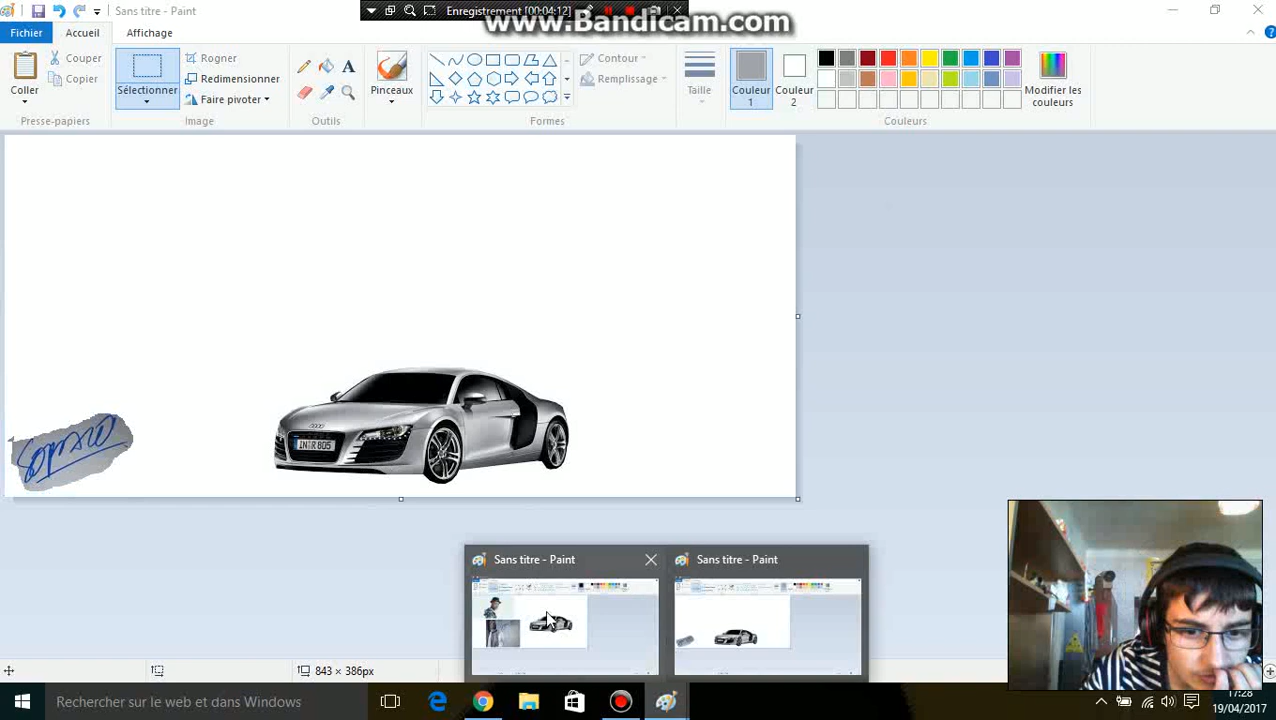 Sans titre - Paint
Enregistrement [00:04:12]
www.Bandicam.com
Fichier
Accueil
Affichage
Coller
Couper
Copier
Presse-papiers
Sélectionner
Rogner
Redimensionner
Faire pivoter
Image
A
Outils
Pinceaux
Contour
Remplissage
Formes
Taille
Couleur 1
Couleur 2
Modifier les couleurs
Couleurs
IN R 805
Sans titre - Paint
Sans titre - Paint
843 × 386px
Rechercher sur le web et dans Windows
17:28
19/04/2017